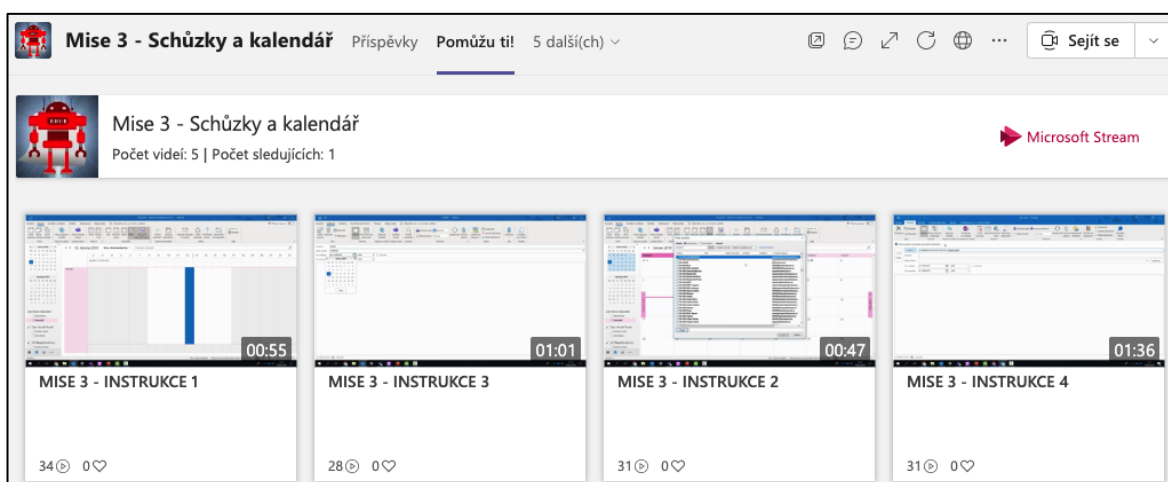 Mise 3 - Schůzky a kalendář Příspěvky Pomůžu ti! 5 další(ch) Sejít se
Mise 3 - Schůzky a kalendář
Počet videí: 5 | Počet sledujících: 1
Microsoft Stream
00:55 01:01 00:47 01:36
MISE 3 - INSTRUKCE 1 MISE 3 - INSTRUKCE 3 MISE 3 - INSTRUKCE 2 MISE 3 - INSTRUKCE 4
34 0 28 0 31 0 31 0